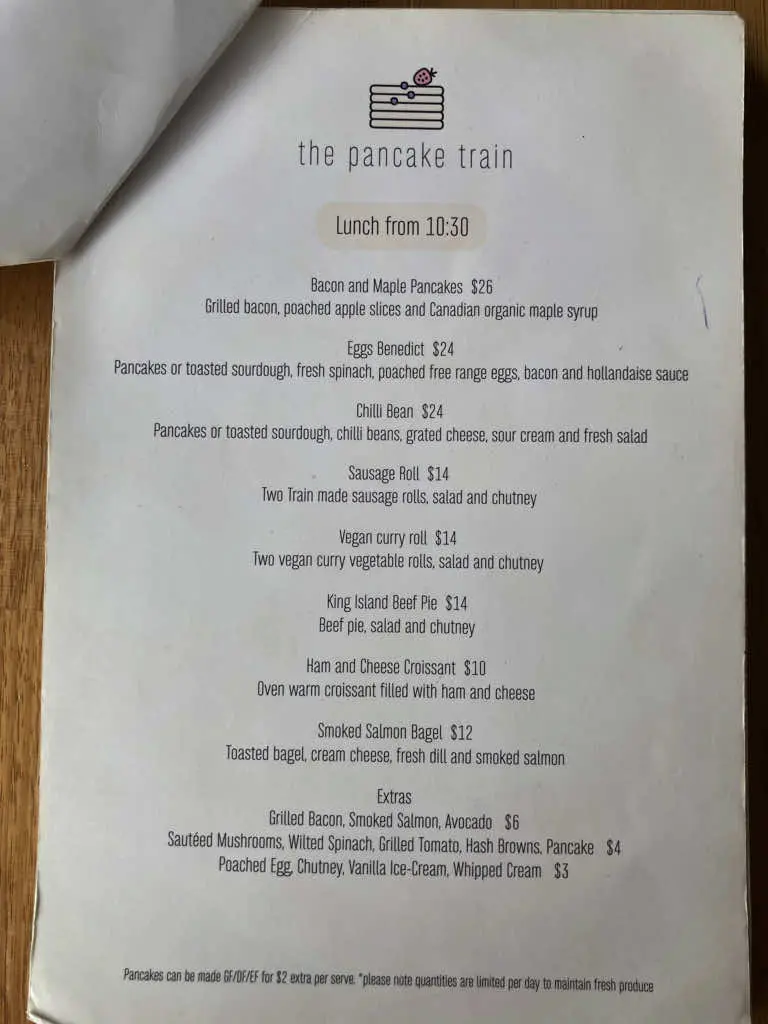 the pancake train
Lunch from 10:30
Bacon and Maple Pancakes $26
Grilled bacon, poached apple slices and Canadian organic maple syrup
Eggs Benedict $24
Pancakes or toasted sourdough, fresh spinach, poached free range eggs, bacon and hollandaise sauce
Chilli Bean $24
Pancakes or toasted sourdough, chilli beans, grated cheese, sour cream and fresh salad
Sausage Roll $14
Two Train made sausage rolls, salad and chutney
Vegan curry roll $14
Two vegan curry vegetable rolls, salad and chutney
King Island Beef Pie $14
Beef pie, salad and chutney
Ham and Cheese Croissant $10
Oven warm croissant filled with ham and cheese
Smoked Salmon Bagel $12
Toasted bagel, cream cheese, fresh dill and smoked salmon
Extras
Grilled Bacon, Smoked Salmon, Avocado $6
Sautéed Mushrooms, Wilted Spinach, Grilled Tomato, Hash Browns, Pancake $4
Poached Egg, Chutney, Vanilla Ice-Cream, Whipped Cream $3
Pancakes can be made GF/DF/EF for $2 extra per serve. *please note quantities are limited per day to maintain fresh produce